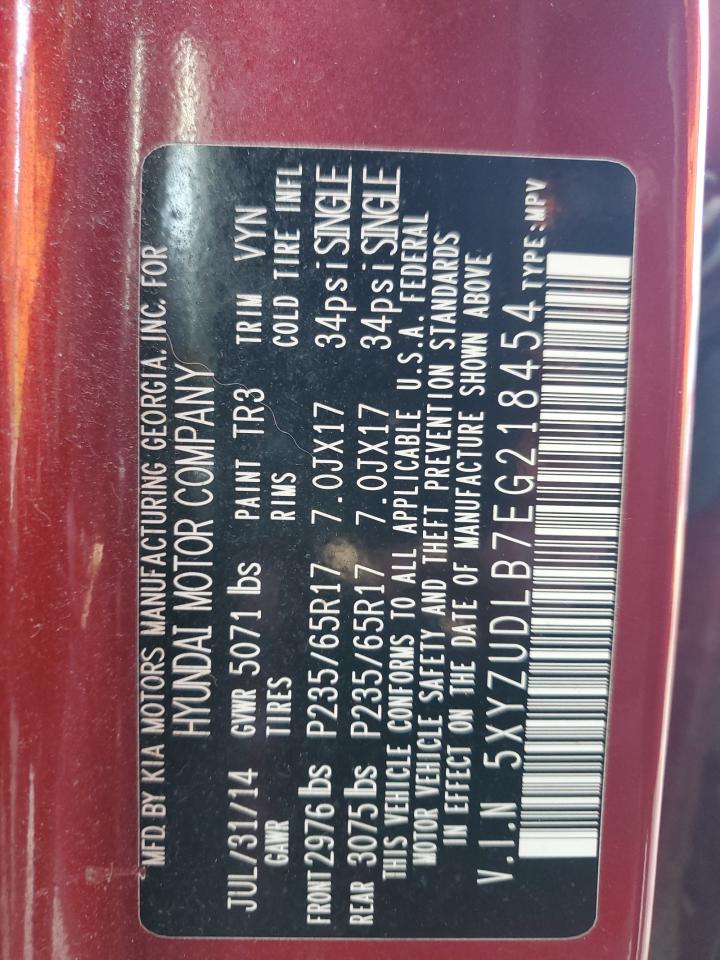 MFD. BY KIA MOTORS MANUFACTURING GEORGIA, INC. FOR
HYUNDAI MOTOR COMPANY
JUL/31/14 GVWR 5071 lbs PAINT TR3 TRIM VYN
GAWR TIRES RIMS COLD TIRE INFL
FRONT 2976 lbs P235/65R17 7.0JX17 34psi SINGLE
REAR 3075 lbs P235/65R17 7.0JX17 34psi SINGLE
THIS VEHICLE CONFORMS TO ALL APPLICABLE U.S.A. FEDERAL
MOTOR VEHICLE SAFETY AND THEFT PREVENTION STANDARDS
IN EFFECT ON THE DATE OF MANUFACTURE SHOWN ABOVE
V.I.N 5XYZUDLB7EG218454 TYPE:MPV